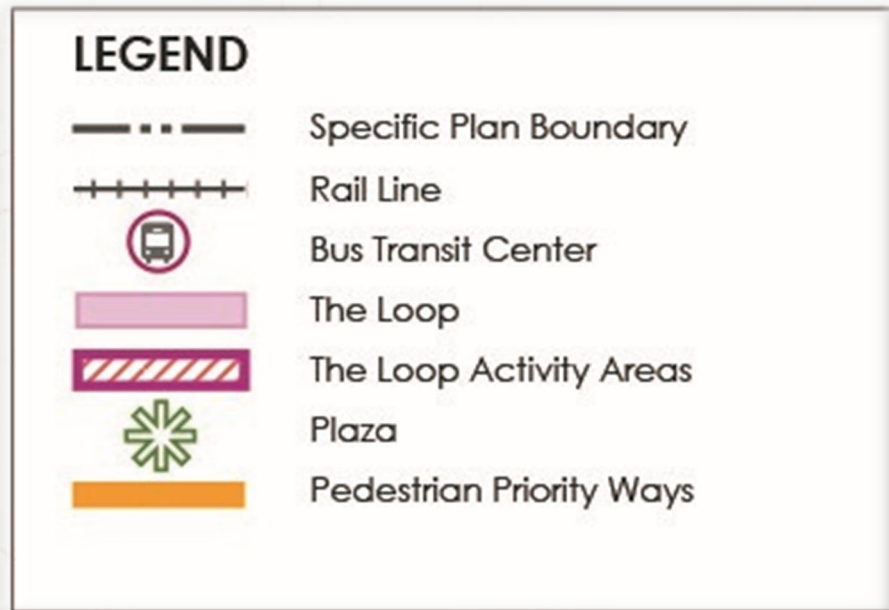 LEGEND
Specific Plan Boundary
Rail Line
Bus Transit Center
The Loop
The Loop Activity Areas
Plaza
Pedestrian Priority Ways